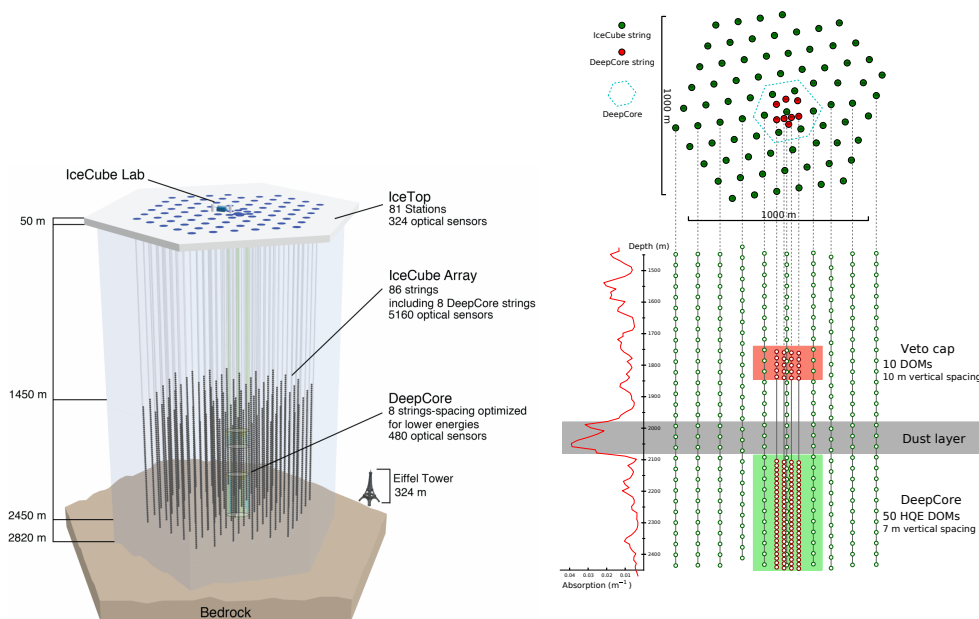 IceCube Lab
IceTop
81 Stations
324 optical sensors
50 m
IceCube Array
86 strings
including 8 DeepCore strings
5160 optical sensors
1450 m
DeepCore
8 strings-spacing optimized
for lower energies
480 optical sensors
Eiffel Tower
324 m
2450 m
2820 m
Bedrock
IceCube string
DeepCore string
DeepCore
1000 m
1000 m
Depth (m)
1500
1600
1700
1800
1900
2000
2100
2200
2300
2400
0.04 0.03 0.02 0.01
Absorption (m⁻¹)
Veto cap
10 DOMs
10 m vertical spacing
Dust layer
DeepCore
50 HQE DOMs
7 m vertical spacing